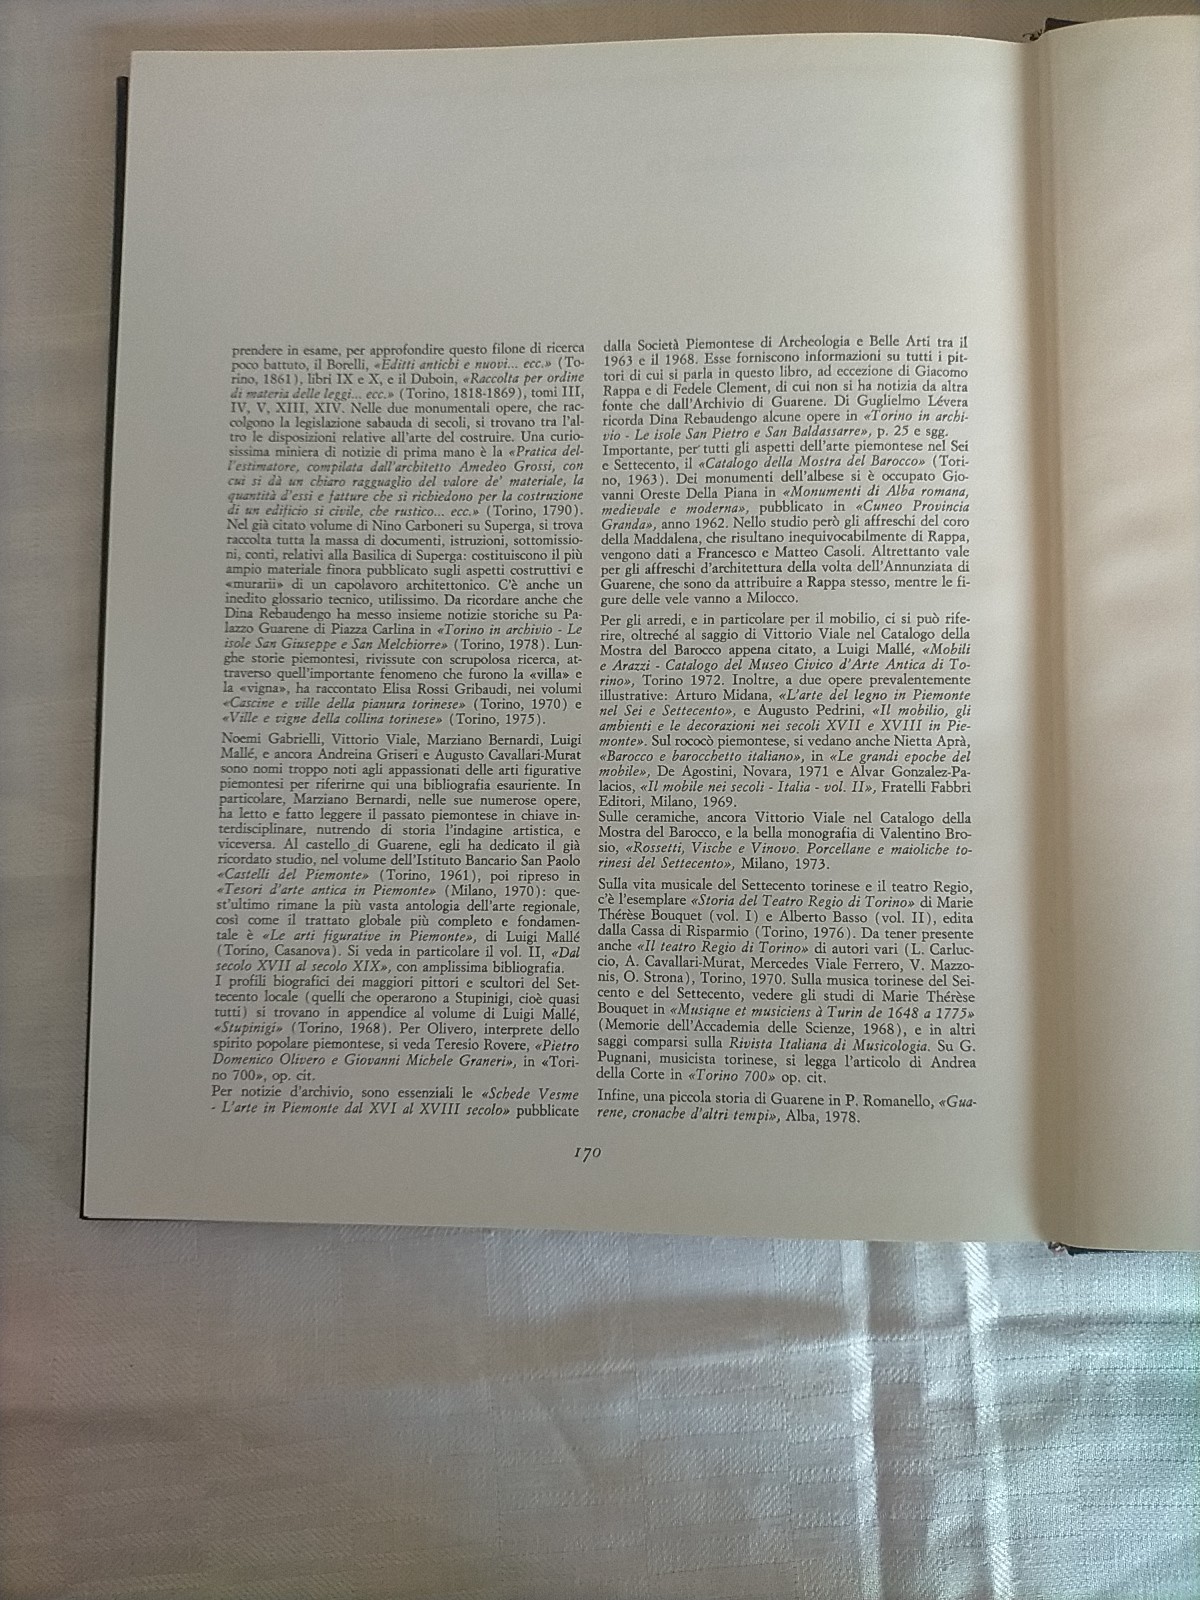 prendere in esame, per approfondire questo filone di ricerca
poco battuto, il Borelli, «Editti antichi e nuovi... ecc.» (To-
rino, 1861), libri IX e X, e il Duboin, «Raccolta per ordine
di materia delle leggi... ecc.» (Torino, 1818-1869), tomi III,
IV, V, XIII, XIV. Nelle due monumentali opere, che rac-
colgono la legislazione sabauda di secoli, si trovano tra l'al-
tro le disposizioni relative all'arte del costruire. Una curio-
sissima miniera di notizie di prima mano è la «Pratica del-
l'estimatore, compilata dall'architetto Amedeo Grossi, con
cui si dà un chiaro ragguaglio del valore de' materiale, la
quantità d'essi e fatture che si richiedono per la costruzione
di un edificio sì civile, che rustico... ecc.» (Torino, 1790).
Nel già citato volume di Nino Carboneri su Superga, si trova
raccolta tutta la massa di documenti, istruzioni, sottomissio-
ni, conti, relativi alla Basilica di Superga: costituiscono il più
ampio materiale finora pubblicato sugli aspetti costruttivi e
«murarii» di un capolavoro architettonico. C'è anche un
inedito glossario tecnico, utilissimo. Da ricordare anche che
Dina Rebaudengo ha messo insieme notizie storiche su Pa-
lazzo Guarene di Piazza Carlina in «Torino in archivio - Le
isole San Giuseppe e San Melchiorre» (Torino, 1978). Lun-
ghe storie piemontesi, rivissute con scrupolosa ricerca, at-
traverso quell'importante fenomeno che furono la «villa» e
la «vigna», ha raccontato Elisa Rossi Gribaudi, nei volumi
«Cascine e ville della pianura torinese» (Torino, 1970) e
«Ville e vigne della collina torinese» (Torino, 1975).
Noemi Gabrielli, Vittorio Viale, Marziano Bernardi, Luigi
Mallé, e ancora Andreina Griseri e Augusto Cavallari-Murat
sono nomi troppo noti agli appassionati delle arti figurative
piemontesi per riferirne qui una bibliografia esauriente. In
particolare, Marziano Bernardi, nelle sue numerose opere,
ha letto e fatto leggere il passato piemontese in chiave in-
terdisciplinare, nutrendo di storia l'indagine artistica, e
viceversa. Al castello di Guarene, egli ha dedicato il già
ricordato studio, nel volume dell'Istituto Bancario San Paolo
«Castelli del Piemonte» (Torino, 1961), poi ripreso in
«Tesori d'arte antica in Piemonte» (Milano, 1970): que-
st'ultimo rimane la più vasta antologia dell'arte regionale,
così come il trattato globale più completo e fondamen-
tale è «Le arti figurative in Piemonte», di Luigi Mallé
(Torino, Casanova). Si veda in particolare il vol. II, «Dal
secolo XVII al secolo XIX», con amplissima bibliografia.
I profili biografici dei maggiori pittori e scultori del Set-
tecento locale (quelli che operarono a Stupinigi, cioè quasi
tutti) si trovano in appendice al volume di Luigi Mallé,
«Stupinigi» (Torino, 1968). Per Olivero, interprete dello
spirito popolare piemontese, si veda Teresio Rovere, «Pietro
Domenico Olivero e Giovanni Michele Graneri», in «Tori-
no 700», op. cit.
Per notizie d'archivio, sono essenziali le «Schede Vesme
- L'arte in Piemonte dal XVI al XVIII secolo» pubblicate
dalla Società Piemontese di Archeologia e Belle Arti tra il
1963 e il 1968. Esse forniscono informazioni su tutti i pit-
tori di cui si parla in questo libro, ad eccezione di Giacomo
Rappa e di Fedele Clement, di cui non si ha notizia da altra
fonte che dall'Archivio di Guarene. Di Guglielmo Lévera
ricorda Dina Rebaudengo alcune opere in «Torino in archi-
vio - Le isole San Pietro e San Baldassarre», p. 25 e sgg.
Importante, per tutti gli aspetti dell'arte piemontese nel Sei
e Settecento, il «Catalogo della Mostra del Barocco» (Tori-
no, 1963). Dei monumenti dell'albese si è occupato Gio-
vanni Oreste Della Piana in «Monumenti di Alba romana,
medievale e moderna», pubblicato in «Cuneo Provincia
Granda», anno 1962. Nello studio però gli affreschi del coro
della Maddalena, che risultano inequivocabilmente di Rappa,
vengono dati a Francesco e Matteo Casoli. Altrettanto vale
per gli affreschi d'architettura della volta dell'Annunziata di
Guarene, che sono da attribuire a Rappa stesso, mentre le fi-
gure delle vele vanno a Milocco.
Per gli arredi, e in particolare per il mobilio, ci si può rife-
rire, oltreché al saggio di Vittorio Viale nel Catalogo della
Mostra del Barocco appena citato, a Luigi Mallé, «Mobili
e Arazzi - Catalogo del Museo Civico d'Arte Antica di To-
rino», Torino 1972. Inoltre, a due opere prevalentemente
illustrative: Arturo Midana, «L'arte del legno in Piemonte
nel Sei e Settecento», e Augusto Pedrini, «Il mobilio, gli
ambienti e le decorazioni nei secoli XVII e XVIII in Pie-
monte». Sul rococò piemontese, si vedano anche Nietta Aprà,
«Barocco e barocchetto italiano», in «Le grandi epoche del
mobile», De Agostini, Novara, 1971 e Alvar Gonzalez-Pa-
lacios, «Il mobile nei secoli - Italia - vol. II», Fratelli Fabbri
Editori, Milano, 1969.
Sulle ceramiche, ancora Vittorio Viale nel Catalogo della
Mostra del Barocco, e la bella monografia di Valentino Bro-
sio, «Rossetti, Vische e Vinovo. Porcellane e maioliche to-
rinesi del Settecento», Milano, 1973.
Sulla vita musicale del Settecento torinese e il teatro Regio,
c'è l'esemplare «Storia del Teatro Regio di Torino» di Marie
Thérèse Bouquet (vol. I) e Alberto Basso (vol. II), edita
dalla Cassa di Risparmio (Torino, 1976). Da tener presente
anche «Il teatro Regio di Torino» di autori vari (L. Carluc-
cio, A. Cavallari-Murat, Mercedes Viale Ferrero, V. Mazzo-
nis, O. Strona), Torino, 1970. Sulla musica torinese del Sei-
cento e del Settecento, vedere gli studi di Marie Thérèse
Bouquet in «Musique et musiciens à Turin de 1648 a 1775»
(Memorie dell'Accademia delle Scienze, 1968), e in altri
saggi comparsi sulla Rivista Italiana di Musicologia. Su G.
Pugnani, musicista torinese, si legga l'articolo di Andrea
della Corte in «Torino 700» op. cit.
Infine, una piccola storia di Guarene in P. Romanello, «Gua-
rene, cronache d'altri tempi», Alba, 1978.
170